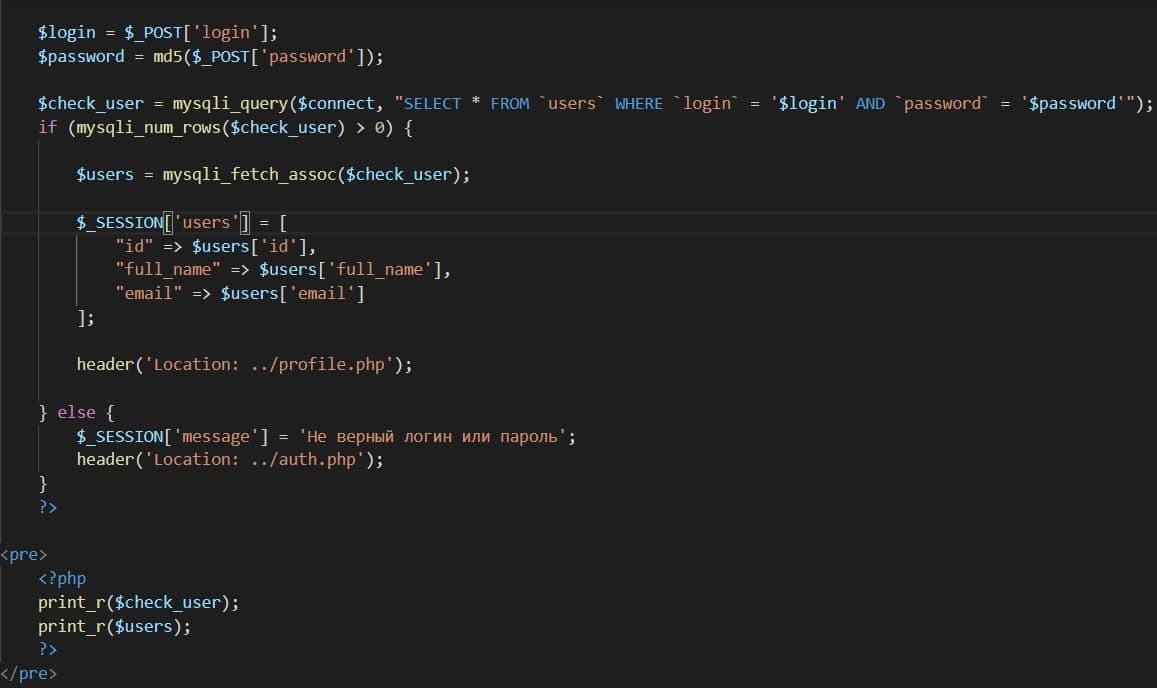 $login = $_POST['login'];
$password = md5($_POST['password']);
$check_user = mysqli_query($connect, "SELECT * FROM `users` WHERE `login` = '$login' AND `password` = '$password'");
if (mysqli_num_rows($check_user) > 0) {
$users = mysqli_fetch_assoc($check_user);
$_SESSION['users'] = [
"id" => $users['id'],
"full_name" => $users['full_name'],
"email" => $users['email']
];
header('Location: ../profile.php');
} else {
$_SESSION['message'] = 'Не верный логин или пароль';
header('Location: ../auth.php');
}
?>
<pre>
<?php
print_r($check_user);
print_r($users);
?>
</pre>